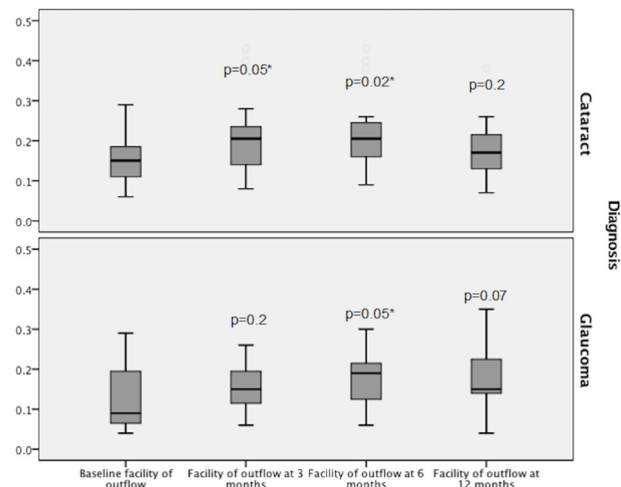 0.5
0.4
0.3
0.2
0.1
0.0
p=0.05*
p=0.02*
p=0.2
Cataract
0.5
0.4
0.3
0.2
0.1
0.0
p=0.2
p=0.05*
p=0.07
Glaucoma
Diagnosis
Baseline facility of
outflow
Facility of outflow at 3
months
Facility of outflow at 6
months
Facility of outflow at
12 months